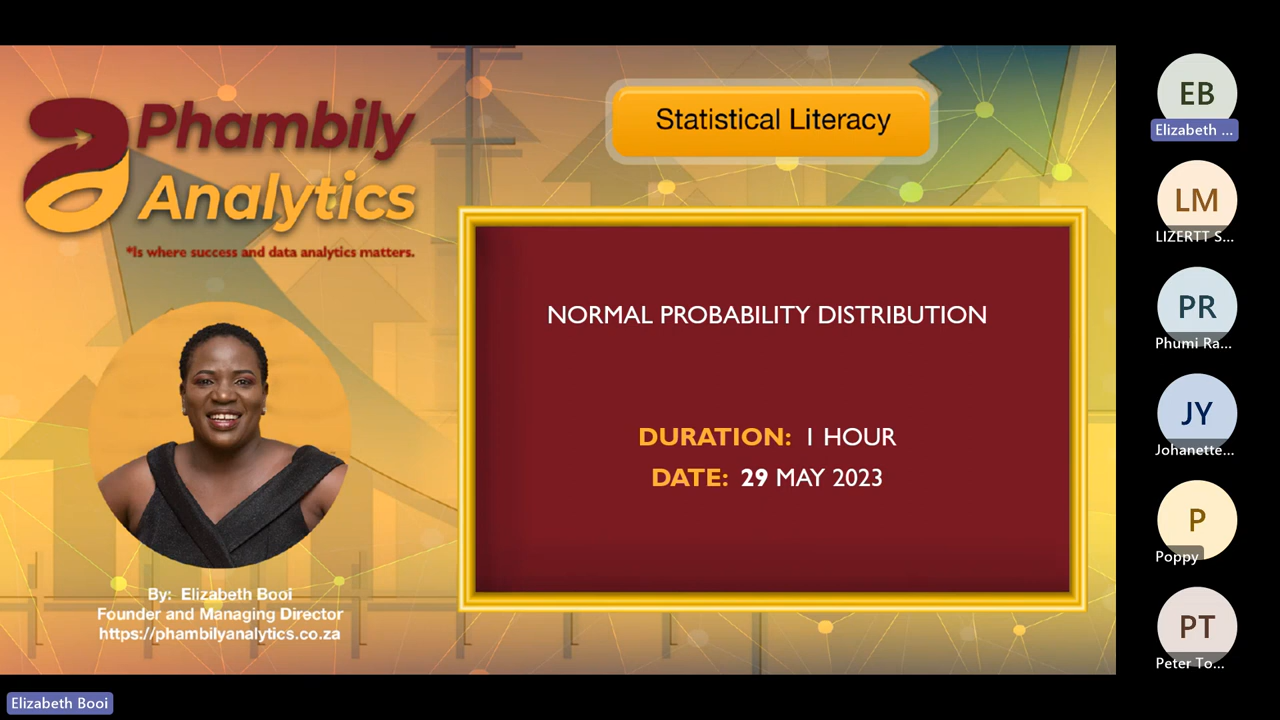 Phambily
Analytics
*Is where success and data analytics matters.
By: Elizabeth Booi
Founder and Managing Director
https://phambilyanalytics.co.za
Statistical Literacy
NORMAL PROBABILITY DISTRIBUTION
DURATION: 1 HOUR
DATE: 29 MAY 2023
EB
Elizabeth ...
LM
LIZERTT S...
PR
Phumi Ra...
JY
Johanette...
P
Poppy
PT
Peter To...
Elizabeth Booi